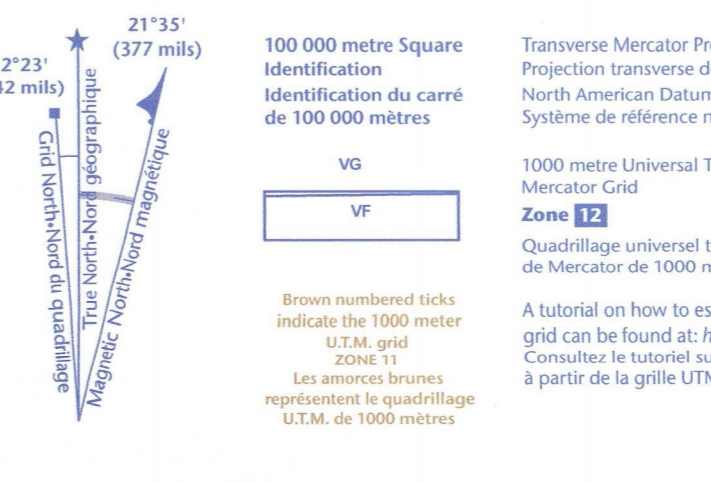 21°35'
(377 mils)
2°23'
42 mils)
Grid North•Nord du quadrillage
True North•Nord géographique
Magnetic North•Nord magnétique
100 000 metre Square
Identification
Identification du carré
de 100 000 mètres
VG
VF
Brown numbered ticks
indicate the 1000 meter
U.T.M. grid
ZONE 11
Les amorces brunes
représentent le quadrillage
U.T.M. de 1000 mètres
Transverse Mercator Pr
Projection transverse d
North American Datum
Système de référence n
1000 metre Universal T
Mercator Grid
Zone 12
Quadrillage universel t
de Mercator de 1000 m
A tutorial on how to es
grid can be found at: h
Consultez le tutoriel su
à partir de la grille UTM